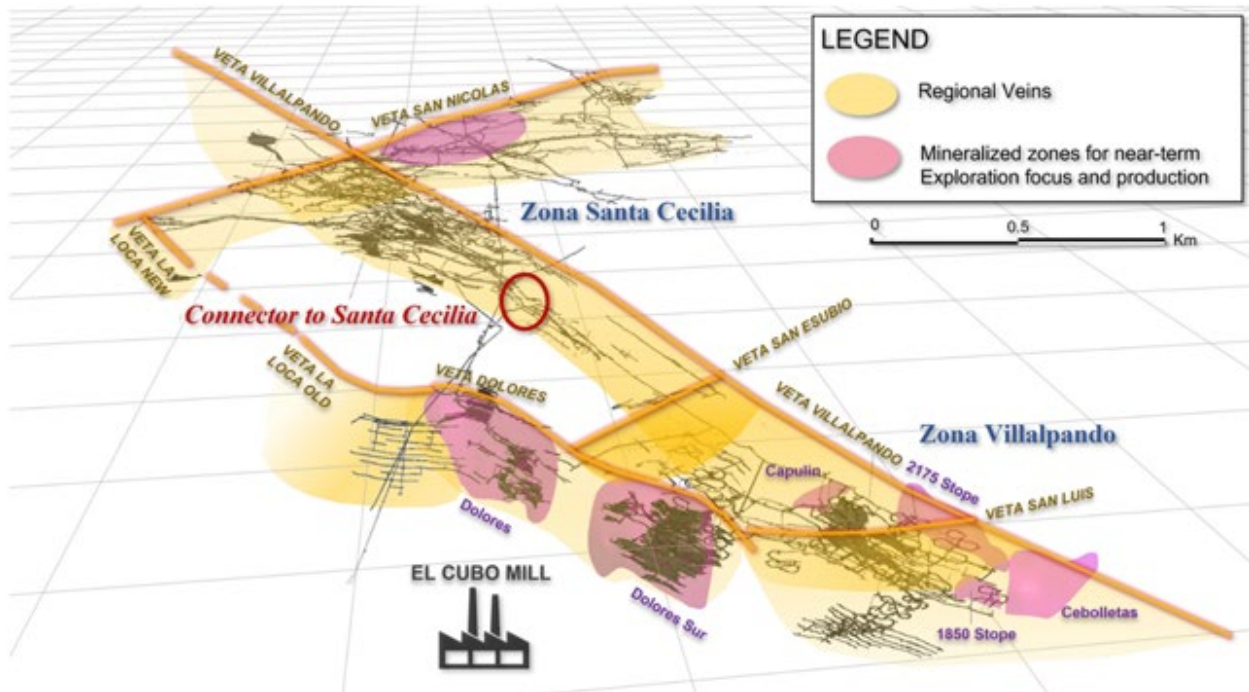 LEGEND
Regional Veins
Mineralized zones for near-term
Exploration focus and production
0
0.5
1
Km
VETA VILLALPANDO
VETA SAN NICOLAS
Zona Santa Cecilia
VETA LA
LOCA NEW
Connector to Santa Cecilia
VETA LA
LOCA OLD
VETA DOLORES
VETA SAN ESUBIO
VETA VILLALPANDO
Zona Villalpando
Capulin
2175 Stope
VETA SAN LUIS
Dolores
EL CUBO MILL
Dolores Sur
1850 Stope
Cebolletas